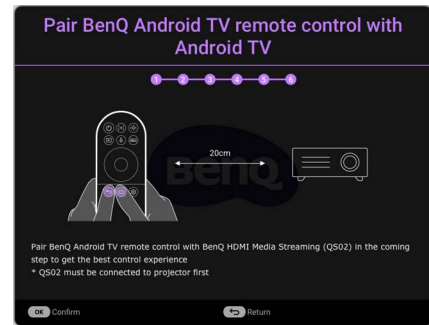 Pair BenQ Android TV remote control with
Android TV
1 2 3 4 5 6
20cm
BenQ
Pair BenQ Android TV remote control with BenQ HDMI Media Streaming (QS02) in the coming
step to get the best control experience
* QS02 must be connected to projector first
OK Confirm
Return